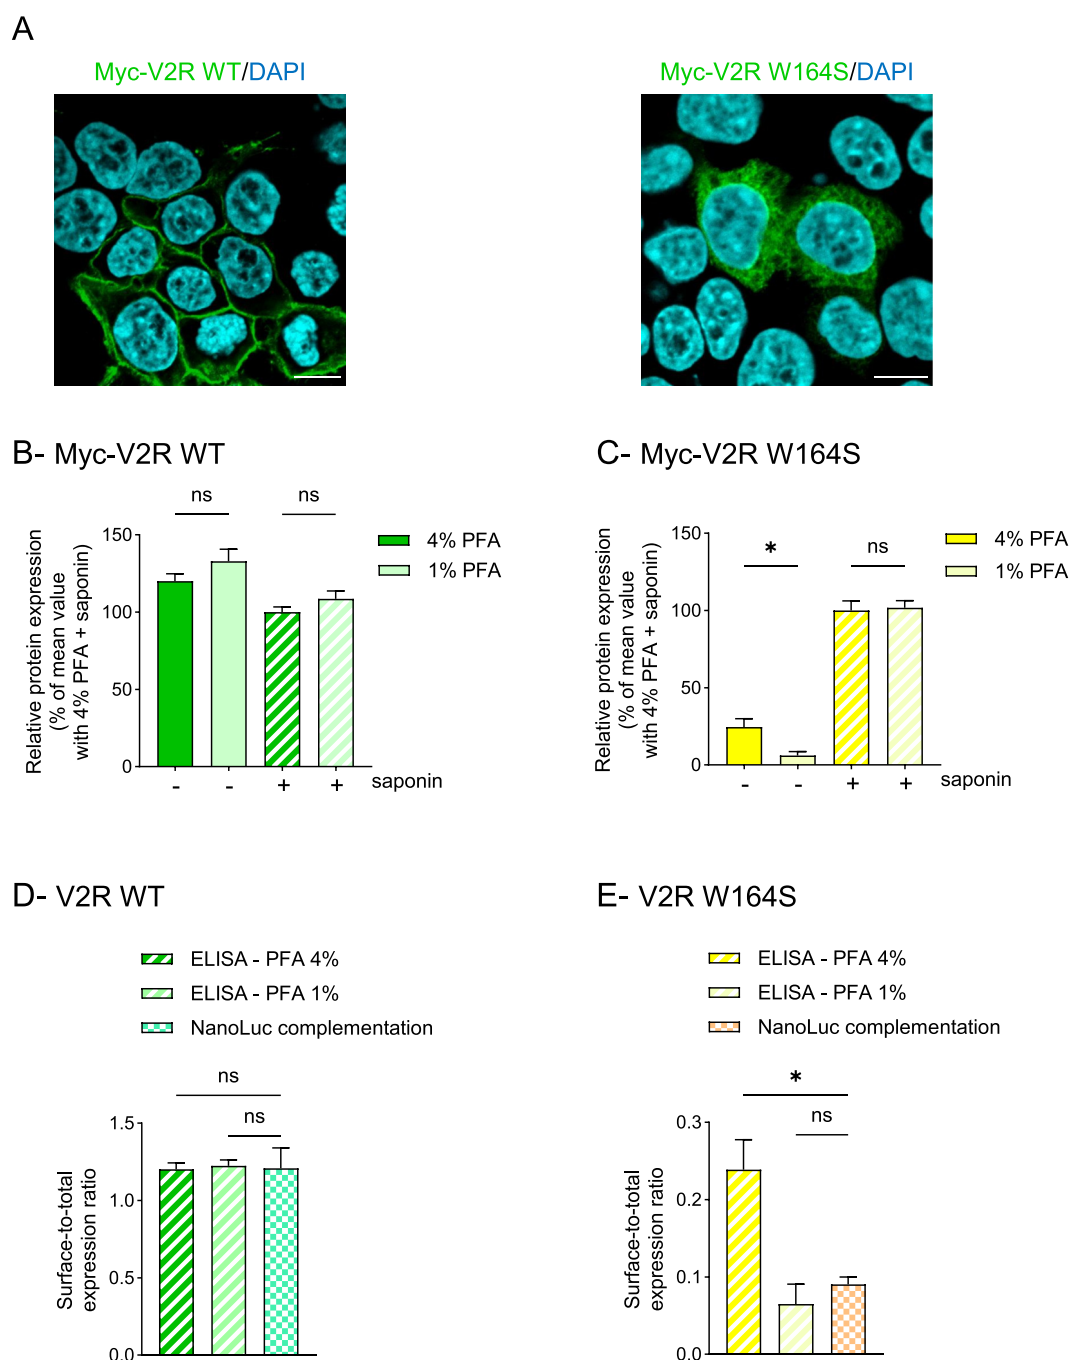 A
Myc-V2R WT/DAPI
Myc-V2R W164S/DAPI
B- Myc-V2R WT
ns
ns
Relative protein expression
(% of mean value
with 4% PFA + saponin)
150
100
50
0
4% PFA
1% PFA
- - + + saponin
C- Myc-V2R W164S
*
ns
Relative protein expression
(% of mean value
with 4% PFA + saponin)
150
100
50
0
4% PFA
1% PFA
- - + + saponin
D- V2R WT
ELISA - PFA 4%
ELISA - PFA 1%
NanoLuc complementation
ns
ns
Surface-to-total
expression ratio
1.5
1.0
0.5
0.0
E- V2R W164S
ELISA - PFA 4%
ELISA - PFA 1%
NanoLuc complementation
*
ns
Surface-to-total
expression ratio
0.3
0.2
0.1
0.0